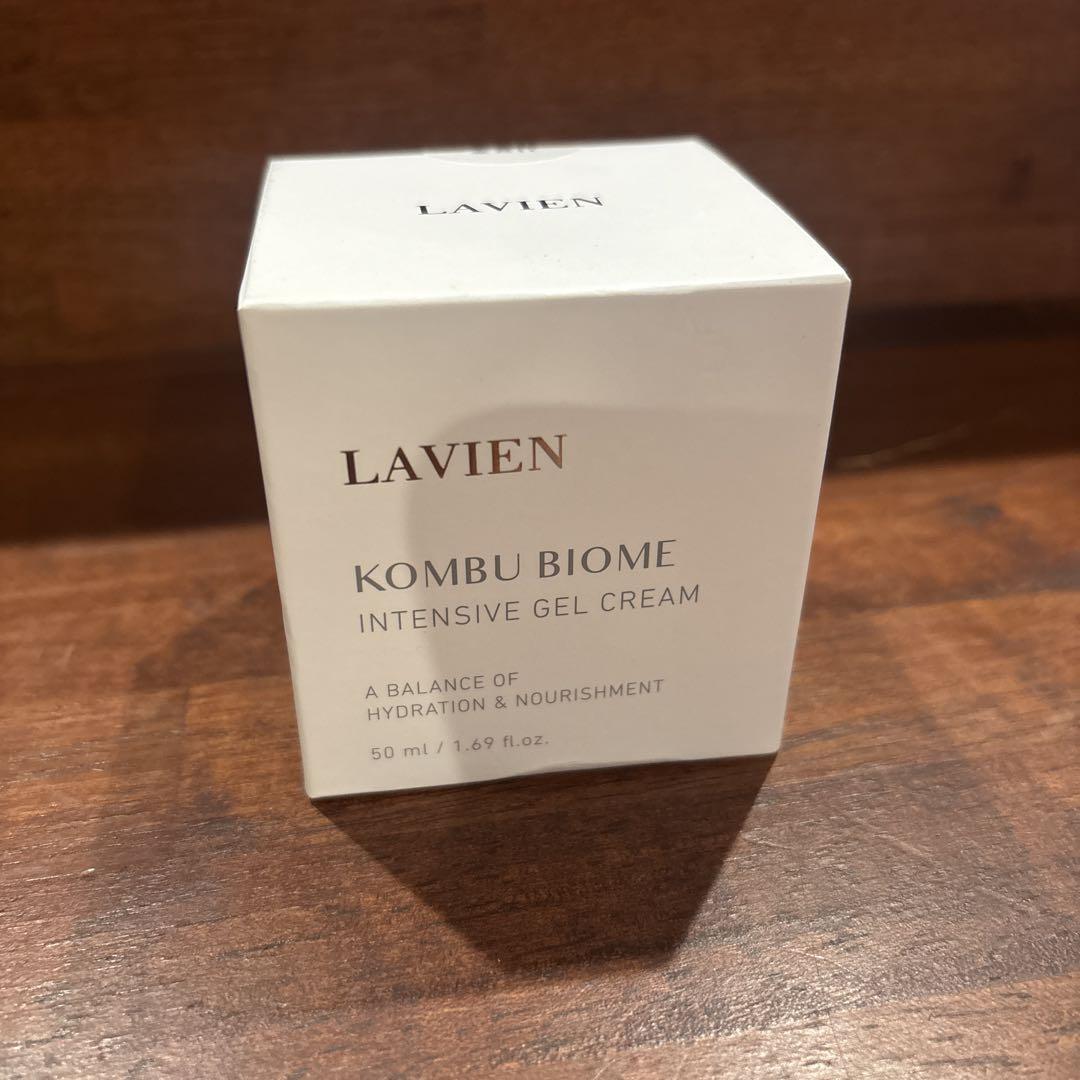 LAVIEN
LAVIEN
KOMBU BIOME
INTENSIVE GEL CREAM
A BALANCE OF
HYDRATION & NOURISHMENT
50 ml / 1.69 fl.oz.